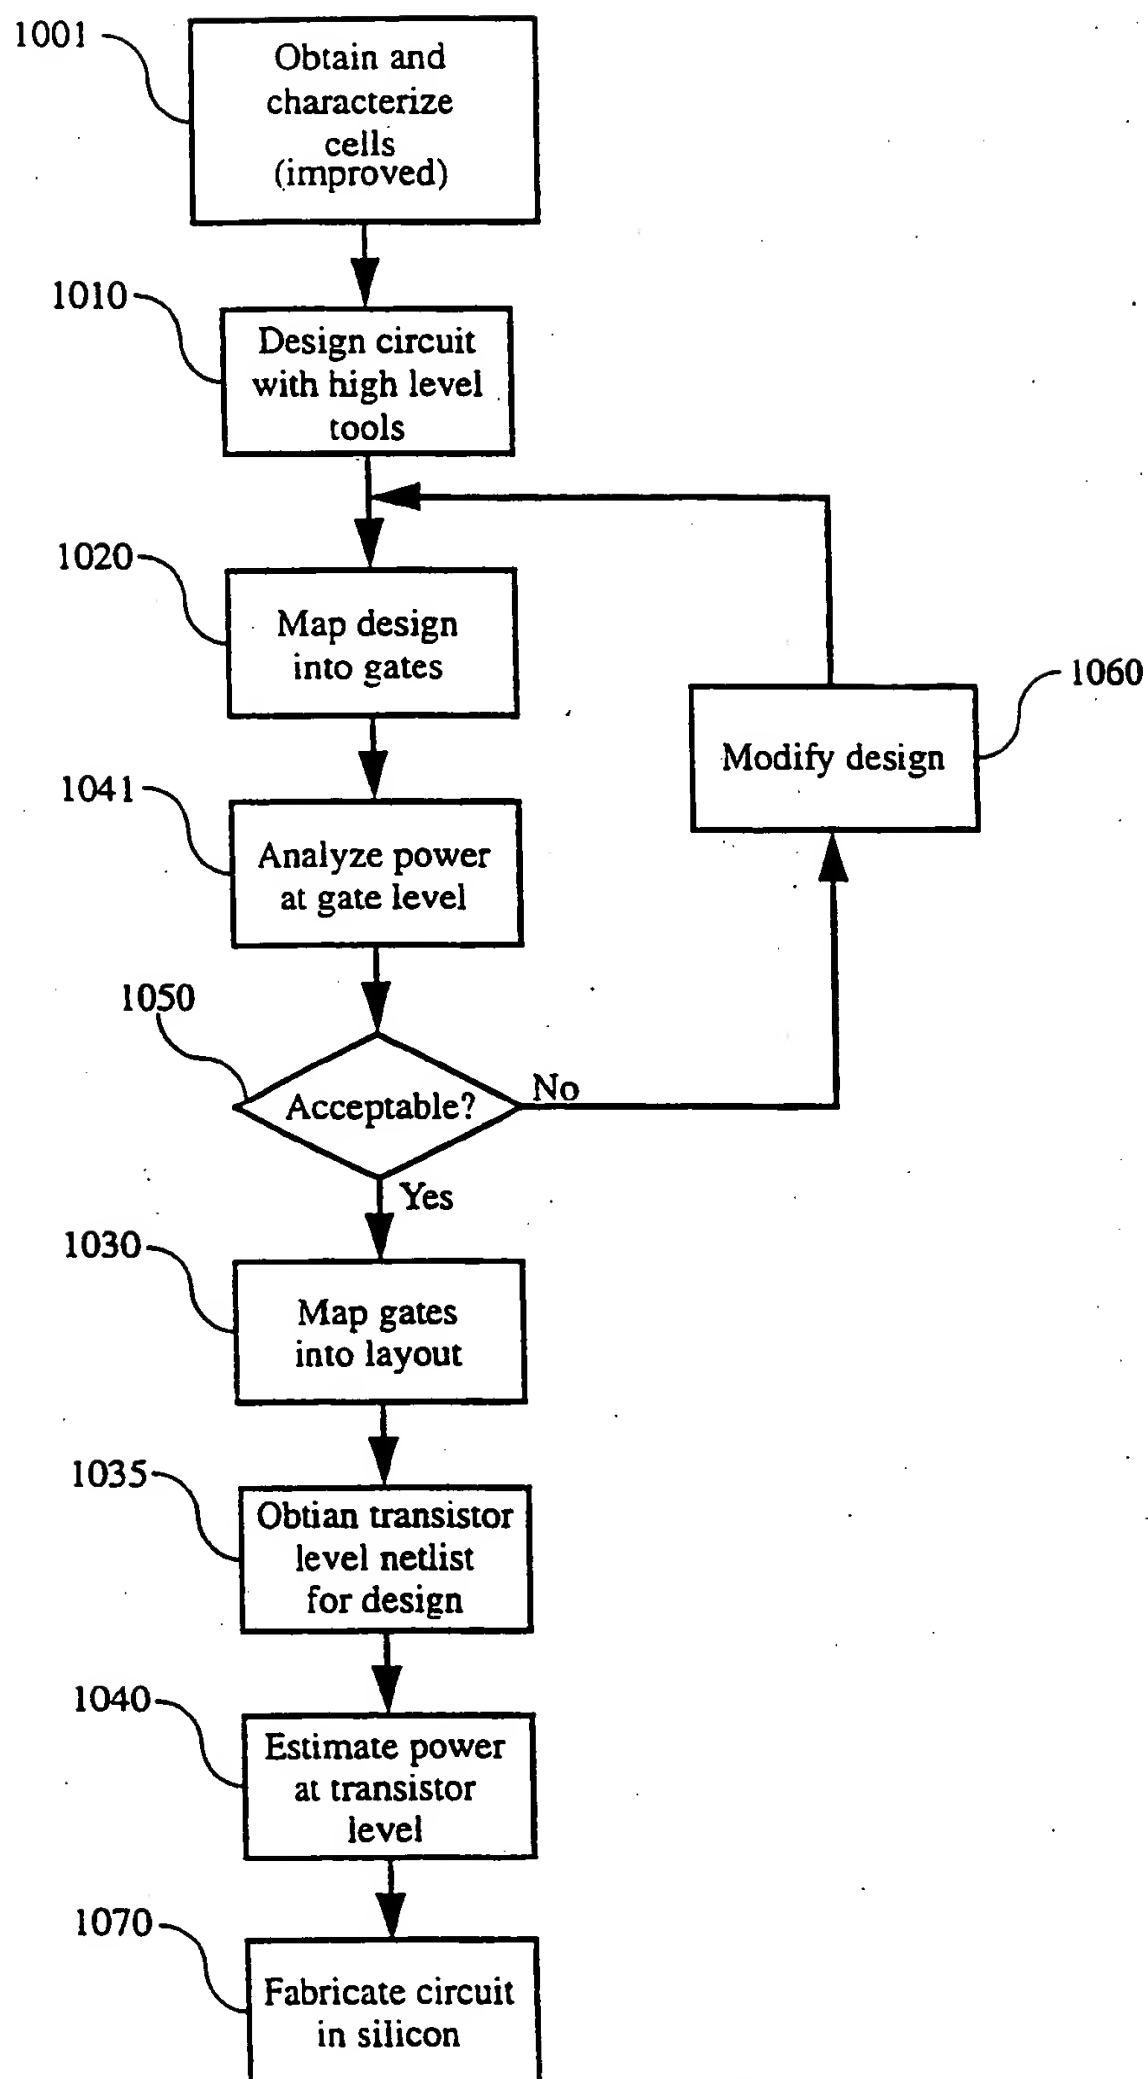 1001
Obtain and
characterize
cells
(improved)
1010
Design circuit
with high level
tools
1020
Map design
into gates
1060
Modify design
1041
Analyze power
at gate level
1050
Acceptable?
No
Yes
1030
Map gates
into layout
1035
Obtian transistor
level netlist
for design
1040
Estimate power
at transistor
level
1070
Fabricate circuit
in silicon